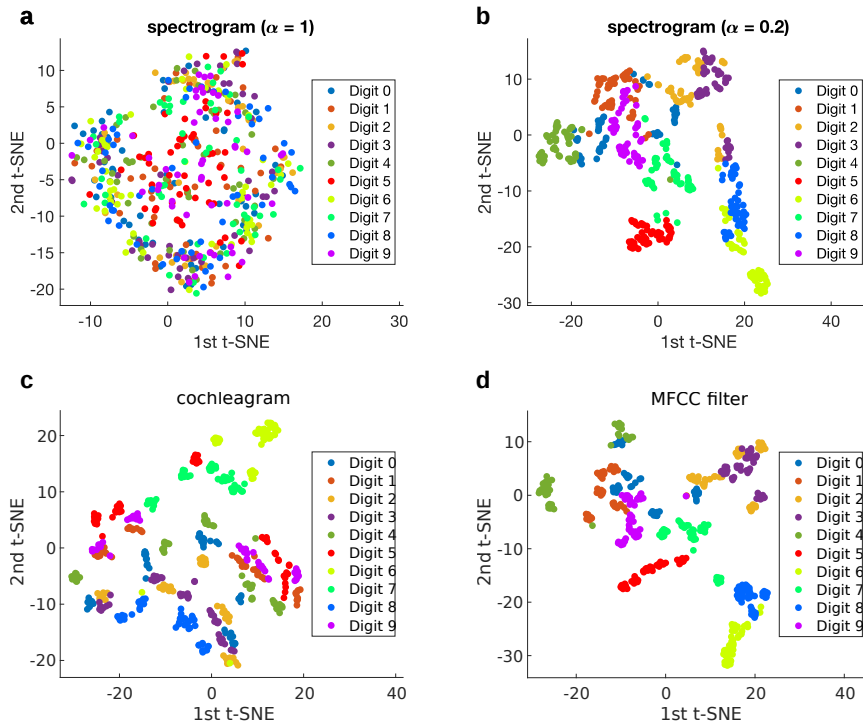 a
spectrogram (α = 1)
10
5
0
-5
-10
-15
-20
2nd t-SNE
-10
0
10
20
30
1st t-SNE
Digit 0
Digit 1
Digit 2
Digit 3
Digit 4
Digit 5
Digit 6
Digit 7
Digit 8
Digit 9
b
spectrogram (α = 0.2)
10
0
-10
-20
-30
2nd t-SNE
-20
0
20
40
1st t-SNE
Digit 0
Digit 1
Digit 2
Digit 3
Digit 4
Digit 5
Digit 6
Digit 7
Digit 8
Digit 9
c
cochleagram
20
10
0
-10
-20
2nd t-SNE
-20
0
20
40
1st t-SNE
Digit 0
Digit 1
Digit 2
Digit 3
Digit 4
Digit 5
Digit 6
Digit 7
Digit 8
Digit 9
d
MFCC filter
10
0
-10
-20
-30
2nd t-SNE
-20
0
20
40
1st t-SNE
Digit 0
Digit 1
Digit 2
Digit 3
Digit 4
Digit 5
Digit 6
Digit 7
Digit 8
Digit 9